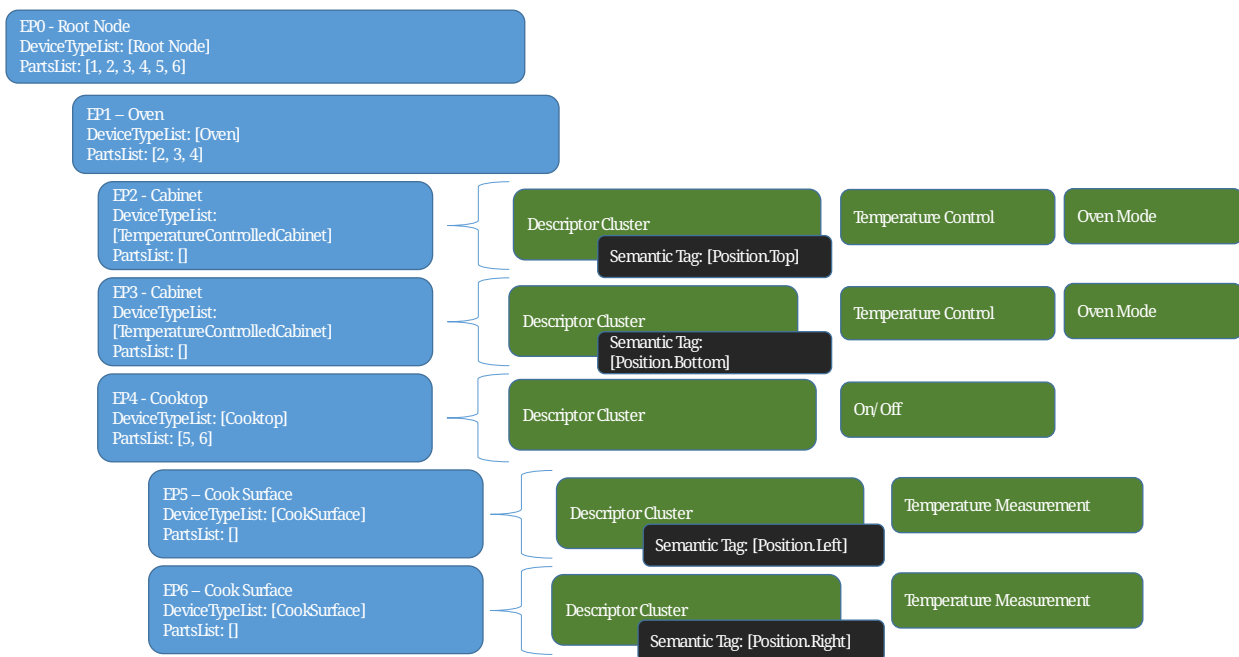 EP0 - Root Node
DeviceTypeList: [Root Node]
PartsList: [1, 2, 3, 4, 5, 6]
EP1 – Oven
DeviceTypeList: [Oven]
PartsList: [2, 3, 4]
EP2 - Cabinet
DeviceTypeList:
[TemperatureControlledCabinet]
PartsList: []
Descriptor Cluster
Semantic Tag: [Position.Top]
Temperature Control
Oven Mode
EP3 - Cabinet
DeviceTypeList:
[TemperatureControlledCabinet]
PartsList: []
Descriptor Cluster
Semantic Tag:
[Position.Bottom]
Temperature Control
Oven Mode
EP4 - Cooktop
DeviceTypeList: [Cooktop]
PartsList: [5, 6]
Descriptor Cluster
On/Off
EP5 – Cook Surface
DeviceTypeList: [CookSurface]
PartsList: []
Descriptor Cluster
Semantic Tag: [Position.Left]
Temperature Measurement
EP6 – Cook Surface
DeviceTypeList: [CookSurface]
PartsList: []
Descriptor Cluster
Semantic Tag: [Position.Right]
Temperature Measurement